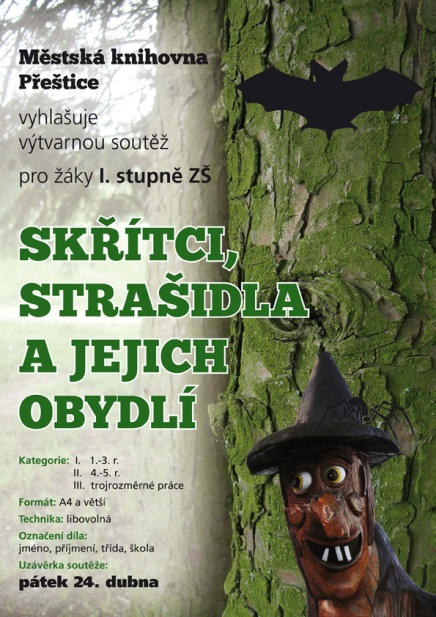 Městská knihovna
Přeštice
vyhlašuje
výtvarnou soutěž
pro žáky I. stupně ZŠ
SKŘÍTCI,
STRAŠIDLA
A JEJICH
OBYDLÍ
Kategorie: I. 1.-3. r.
II. 4.-5. r.
III. trojrozměrné práce
Formát: A4 a větší
Technika: libovolná
Označení díla:
jméno, příjmení, třída, škola
Uzávěrka soutěže:
pátek 24. dubna